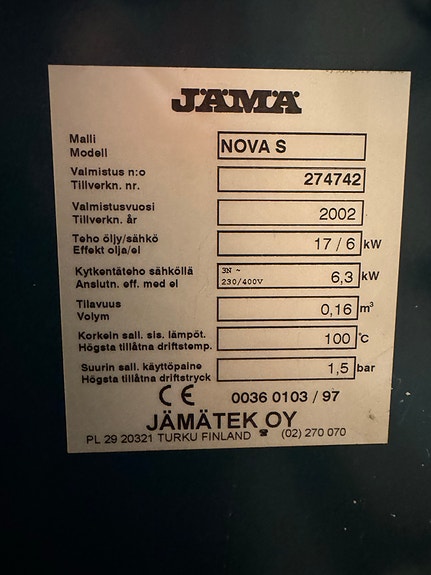 JÄMÄ
Malli
Modell
NOVA S
Valmistus n:o
Tillverkn. nr.
274742
Valmistusvuosi
Tillverkn. år
2002
Teho öljy/sähkö
Effekt olja/el
17 / 6 kW
Kytkentäteho sähköllä
Anslutn. eff. med el
3N ~
230/400V
6,3 kW
Tilavuus
Volym
0,16 m³
Korkein sall. sis. lämpöt.
Högsta tillåtna driftstemp.
100 °C
Suurin sall. käyttöpaine
Högsta tillåtna driftstryck
1,5 bar
CE 0036 0103 / 97
JÄMÄTEK OY
PL 29 20321 TURKU FINLAND ☎ (02) 270 070